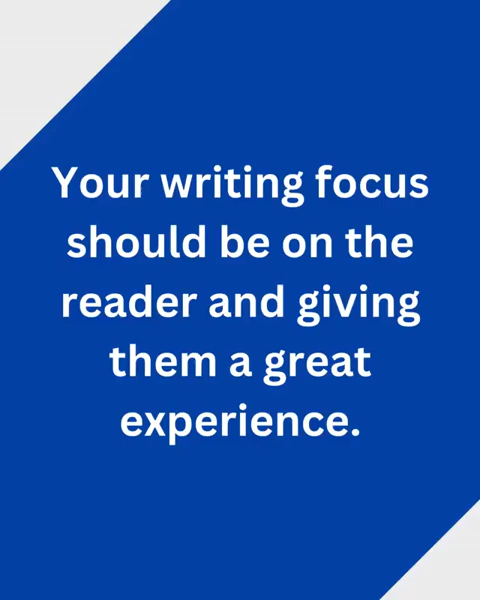 Your writing focus
should be on the
reader and giving
them a great
experience.